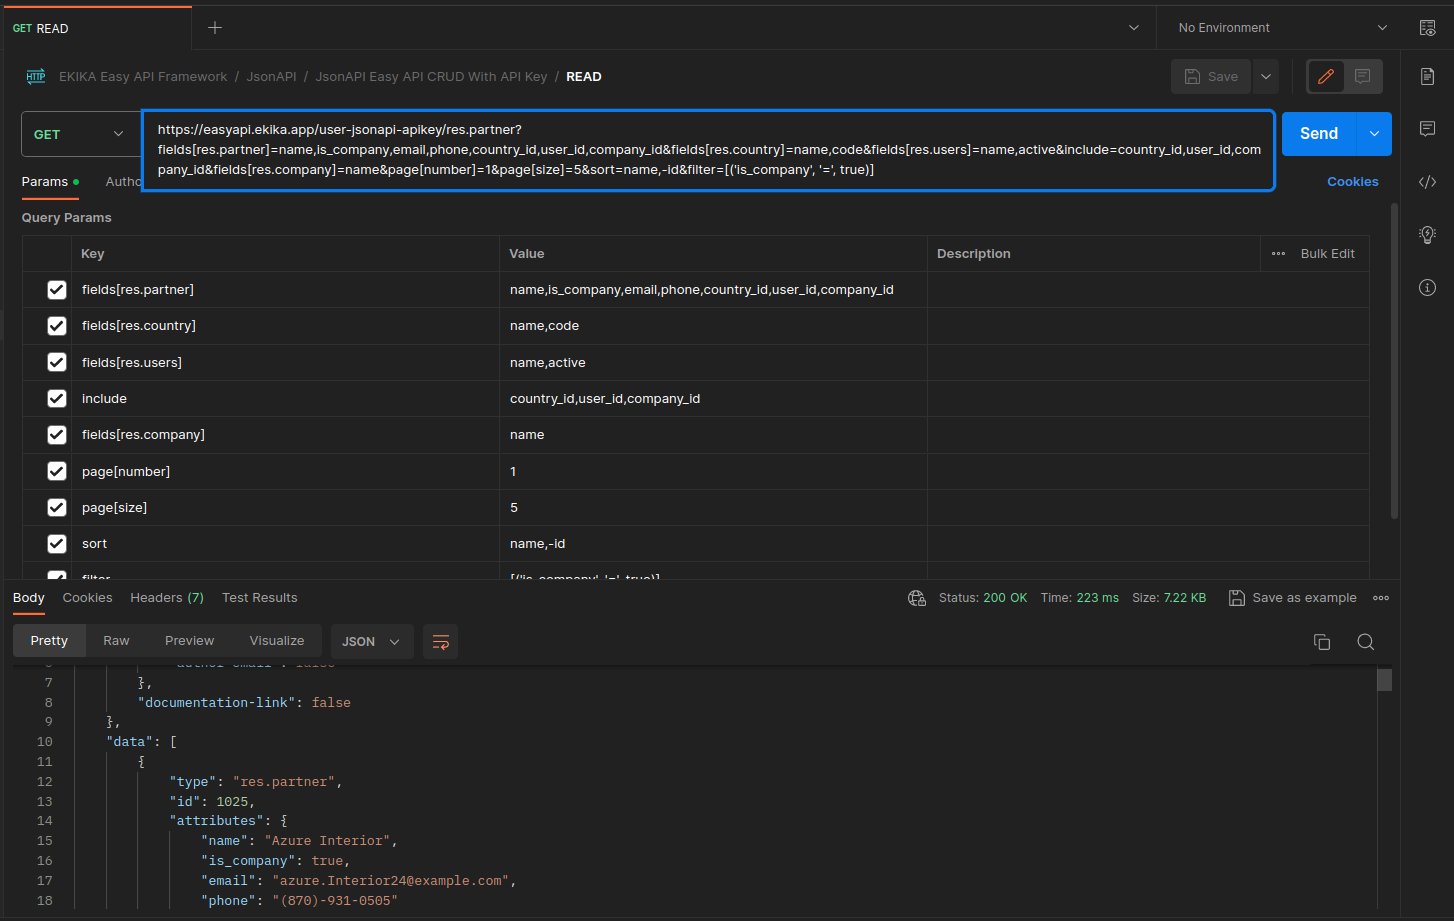 GET READ
No Environment
HTTP EKIKA Easy API Framework / JsonAPI / JsonAPI Easy API CRUD With API Key / READ
Save
GET
https://easyapi.ekika.app/user-jsonapi-apikey/res.partner?
fields[res.partner]=name,is_company,email,phone,country_id,user_id,company_id&fields[res.country]=name,code&fields[res.users]=name,active&include=country_id,user_id,com
pany_id&fields[res.company]=name&page[number]=1&page[size]=5&sort=name,-id&filter=[('is_company', '=', true)]
Send
Params
Autho
Cookies
Query Params
Key Value Description Bulk Edit
fields[res.partner] name,is_company,email,phone,country_id,user_id,company_id
fields[res.country] name,code
fields[res.users] name,active
include country_id,user_id,company_id
fields[res.company] name
page[number] 1
page[size] 5
sort name,-id
filter [('is_company', '=', true)]
Body Cookies Headers (7) Test Results Status: 200 OK Time: 223 ms Size: 7.22 KB Save as example
Pretty Raw Preview Visualize JSON
6 "author-email": false
7 },
8 "documentation-link": false
9 },
10 "data": [
11 {
12 "type": "res.partner",
13 "id": 1025,
14 "attributes": {
15 "name": "Azure Interior",
16 "is_company": true,
17 "email": "azure.Interior24@example.com",
18 "phone": "(870)-931-0505"